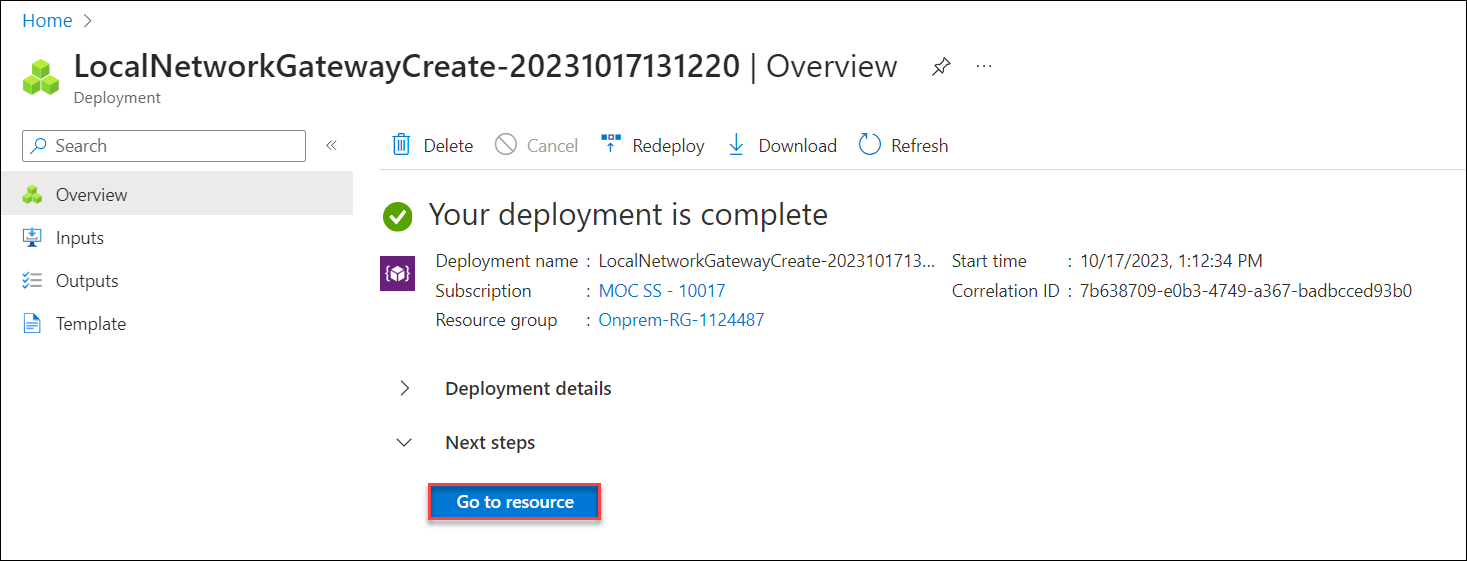 Home
LocalNetworkGatewayCreate-20231017131220 | Overview
Deployment
Search
Delete Cancel Redeploy Download Refresh
Overview
Inputs
Outputs
Template
Your deployment is complete
Deployment name : LocalNetworkGatewayCreate-2023101713... Start time : 10/17/2023, 1:12:34 PM
Subscription : MOC SS - 10017 Correlation ID : 7b638709-e0b3-4749-a367-badbcced93b0
Resource group : Onprem-RG-1124487
Deployment details
Next steps
Go to resource